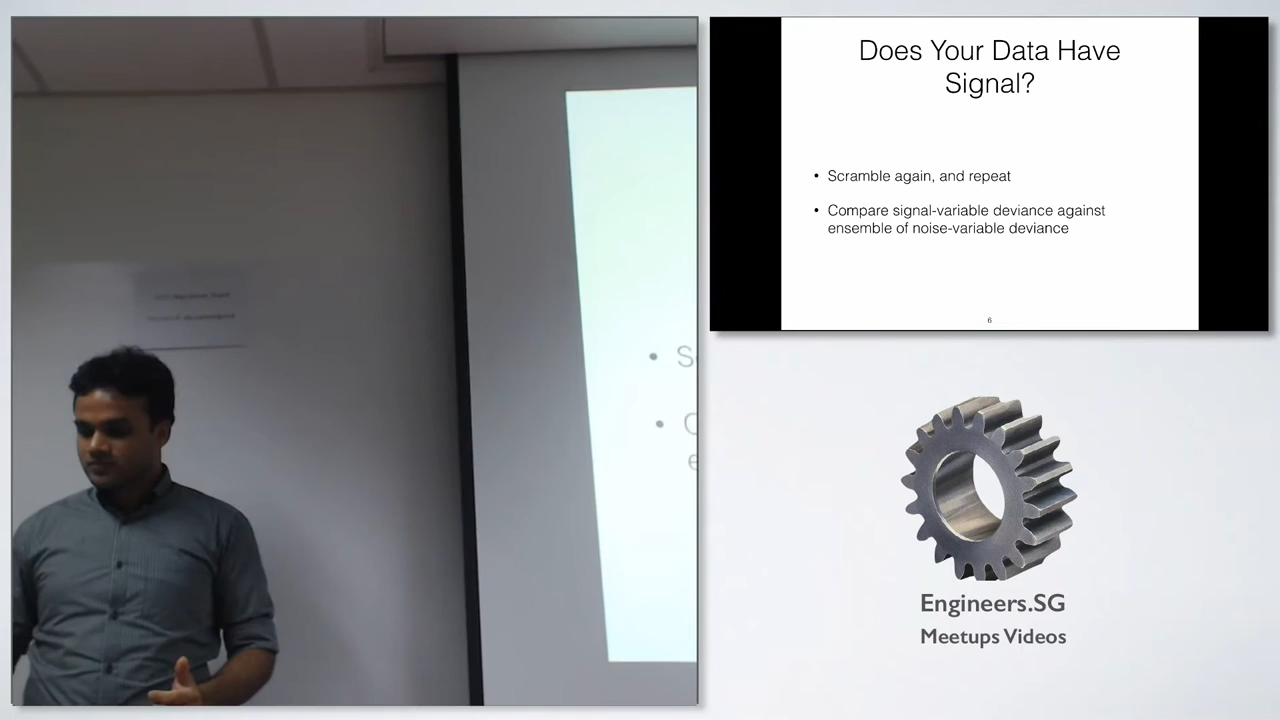 Does Your Data Have
Signal?
• Scramble again, and repeat
• Compare signal-variable deviance against
ensemble of noise-variable deviance
6
• S
• C
e
Engineers.SG
Meetups Videos